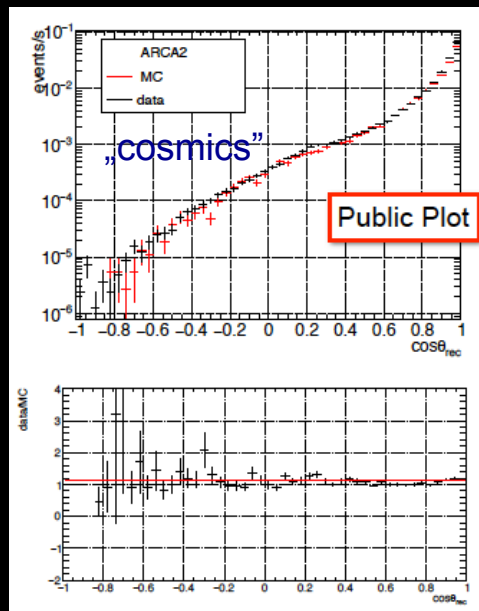 events/s
10⁻¹
10⁻²
10⁻³
10⁻⁴
10⁻⁵
10⁻⁶
ARCA2
MC
data
„cosmics”
Public Plot
−1 −0.8 −0.6 −0.4 −0.2 0 0.2 0.4 0.6 0.8 1
cosθrec
data/MC
4
3
2
1
0
−1
−2
−1 −0.8 −0.6 −0.4 −0.2 0 0.2 0.4 0.6 0.8 1
cosθrec